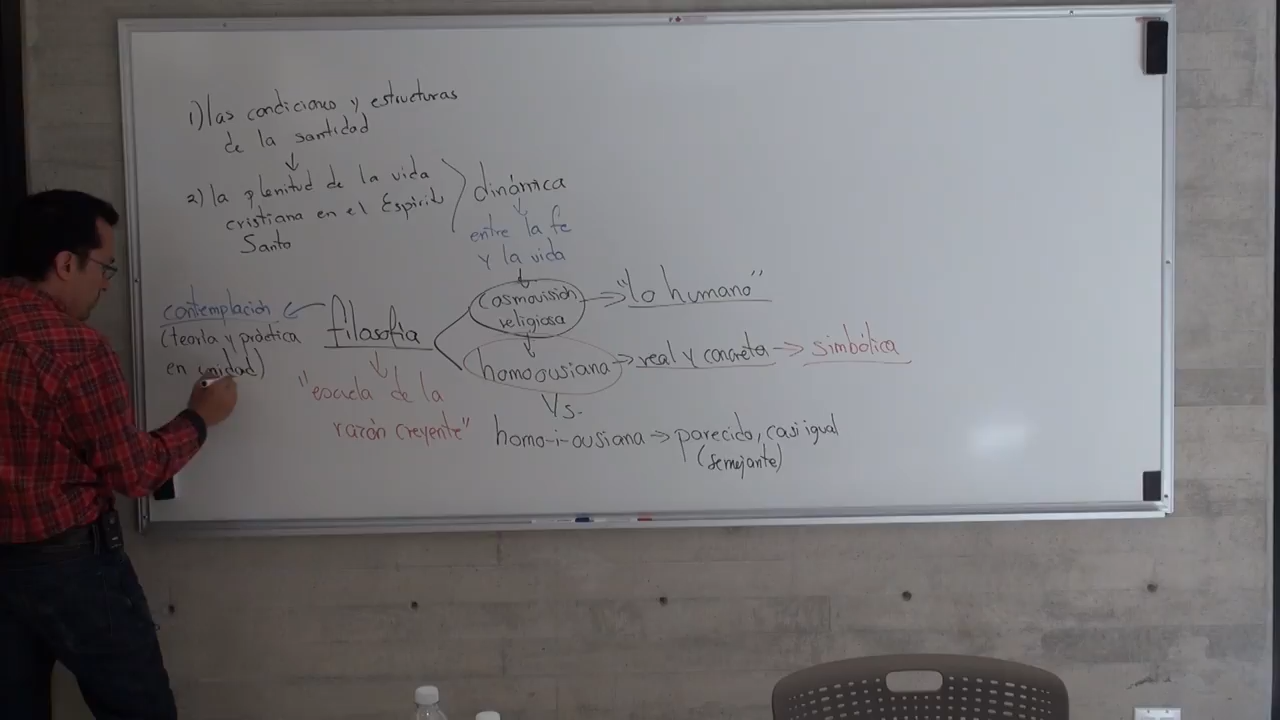 1) las condiciones y estructuras
de la santidad
2) la plenitud de la vida
cristiana en el Espíritu
Santo
dinámica
entre la fe
y la vida
cosmovisión
religiosa
"lo humano"
contemplación
(teoría y práctica
en unidad)
filosofía
"escuela de la
razón creyente"
homoousiana
real y concreta
simbólica
Vs.
homo-i-ousiana → parecido, casi igual
(semejante)